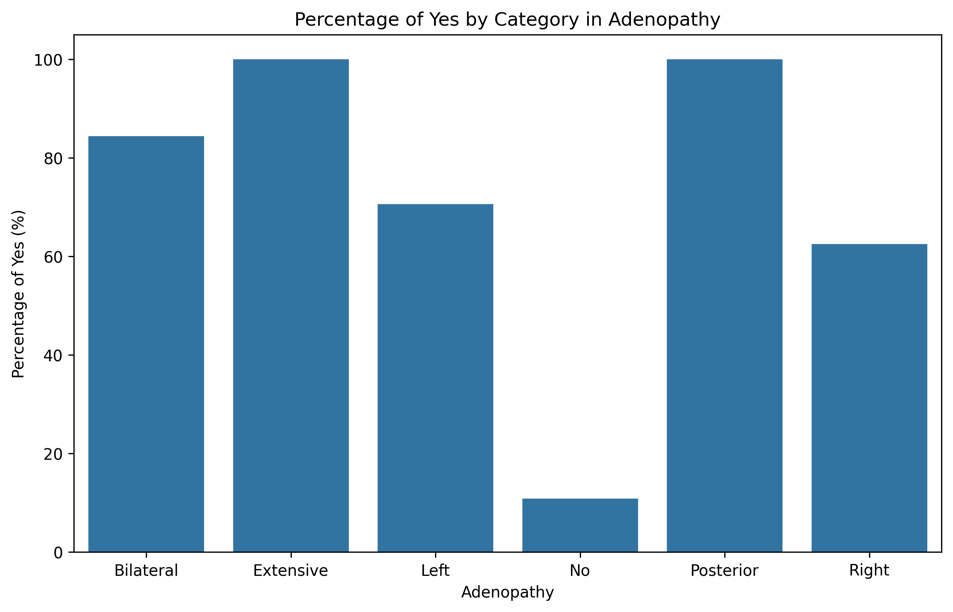 Percentage of Yes by Category in Adenopathy
Percentage of Yes (%)
100
80
60
40
20
0
Bilateral Extensive Left No Posterior Right
Adenopathy